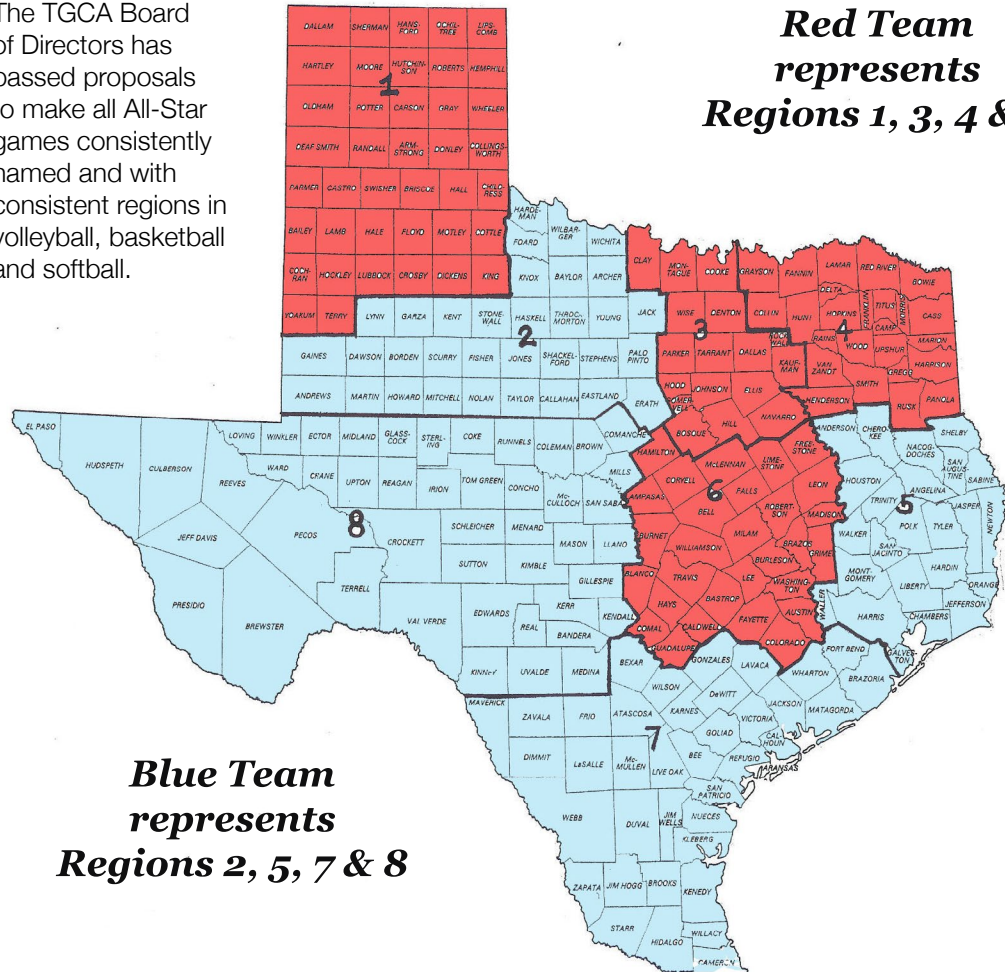 The TGCA Board
of Directors has
passed proposals
to make all All-Star
games consistently
named and with
consistent regions in
volleyball, basketball
and softball.
Red Team
represents
Regions 1, 3, 4 &
DALLAM SHERMAN HANSFORD OCHILTREE LIPSCOMB
HARTLEY MOORE HUTCHINSON ROBERTS HEMPHILL
1
OLDHAM POTTER CARSON GRAY WHEELER
DEAF SMITH RANDALL ARMSTRONG DONLEY COLLINGSWORTH
PARMER CASTRO SWISHER BRISCOE HALL CHILDRESS
BAILEY LAMB HALE FLOYD MOTLEY COTTLE
COCHRAN HOCKLEY LUBBOCK CROSBY DICKENS KING
YOAKUM TERRY
HARDEMAN
FOARD WILBARGER WICHITA
KNOX BAYLOR ARCHER
LYNN GARZA KENT STONEWALL HASKELL THROCMORTON YOUNG JACK
2
GAINES DAWSON BORDEN SCURRY FISHER JONES SHACKELFORD STEPHENS PALO PINTO
ANDREWS MARTIN HOWARD MITCHELL NOLAN TAYLOR CALLAHAN EASTLAND ERATH
CLAY MONTAGUE COOKE
WISE DENTON
3
PARKER TARRANT DALLAS ROCKWALL KAUFMAN
HOOD JOHNSON ELLIS
SOMERVELL
BOSQUE HILL NAVARRO
GRAYSON FANNIN LAMAR RED RIVER BOWIE
DELTA
COLLIN HUNT HOPKINS FRANKLIN TITUS MORRIS CASS
4
CAMP
RAINS WOOD UPSHUR MARION
VAN ZANDT GREGG HARRISON
HENDERSON SMITH RUSK PANOLA
EL PASO HUDSPETH CULBERSON REEVES
LOVING WINKLER ECTOR MIDLAND GLASSCOCK STERLING COKE RUNNELS COLEMAN BROWN COMANCHE
WARD CRANE UPTON REAGAN IRION TOM GREEN CONCHO McCULLOCH SAN SABA MILLS
8
JEFF DAVIS PECOS CROCKETT SCHLEICHER MENARD MASON LLANO
SUTTON KIMBLE GILLESPIE
PRESIDIO BREWSTER TERRELL VAL VERDE EDWARDS REAL KERR BANDERA KENDALL
KINNEY UVALDE MEDINA
HAMILTON McLENNAN LIMESTONE FREESTONE
CORYELL 6 FALLS LEON
LAMPASAS BELL ROBERTSON MADISON
BURNET WILLIAMSON MILAM BRAZOS GRIMES
BURLESON
BLANCO TRAVIS LEE WASHINGTON
HAYS BASTROP AUSTIN
COMAL CALDWELL FAYETTE
GUADALUPE COLORADO
ANDERSON CHEROKEE NACOGDOCHES SHELBY
SAN AUGUSTINE SABINE
HOUSTON ANGELINA
TRINITY 5 JASPER NEWTON
WALKER POLK TYLER
SAN JACINTO
MONTGOMERY LIBERTY HARDIN
ORANGE
JEFFERSON
WALLER HARRIS CHAMBERS
GALVESTON
MAVERICK ZAVALA FRIO ATASCOSA
BEXAR GONZALES LAVACA WHARTON FORT BEND BRAZORIA
WILSON KARNES DeWITT JACKSON MATAGORDA
7 GOLIAD VICTORIA CALHOUN
DIMMIT LaSALLE McMULLEN LIVE OAK BEE REFUGIO
ARANSAS
SAN PATRICIO
WEBB DUVAL JIM WELLS NUECES
KLEBERG
ZAPATA JIM HOGG BROOKS KENEDY
STARR HIDALGO WILLACY
CAMERON
Blue Team
represents
Regions 2, 5, 7 & 8